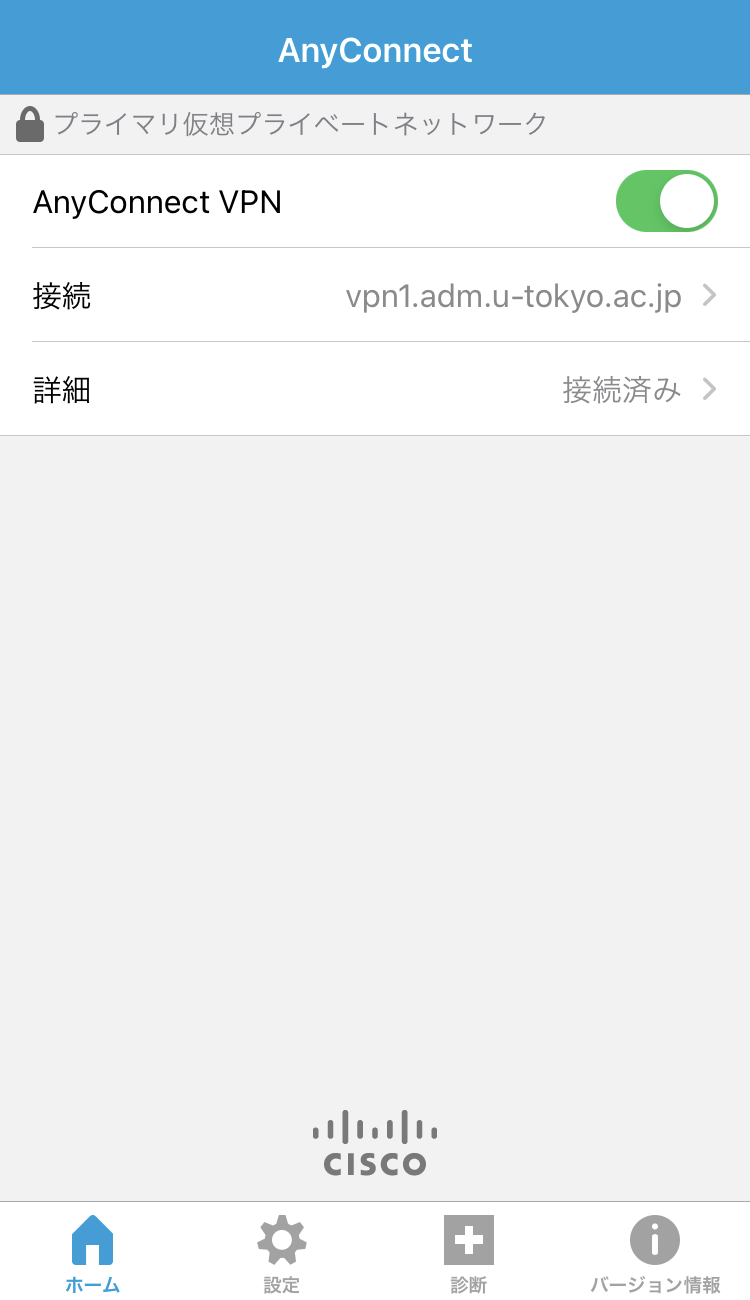 AnyConnect
プライマリ仮想プライベートネットワーク
AnyConnect VPN
接続 vpn1.adm.u-tokyo.ac.jp
詳細 接続済み
CISCO
ホーム 設定 診断 バージョン情報